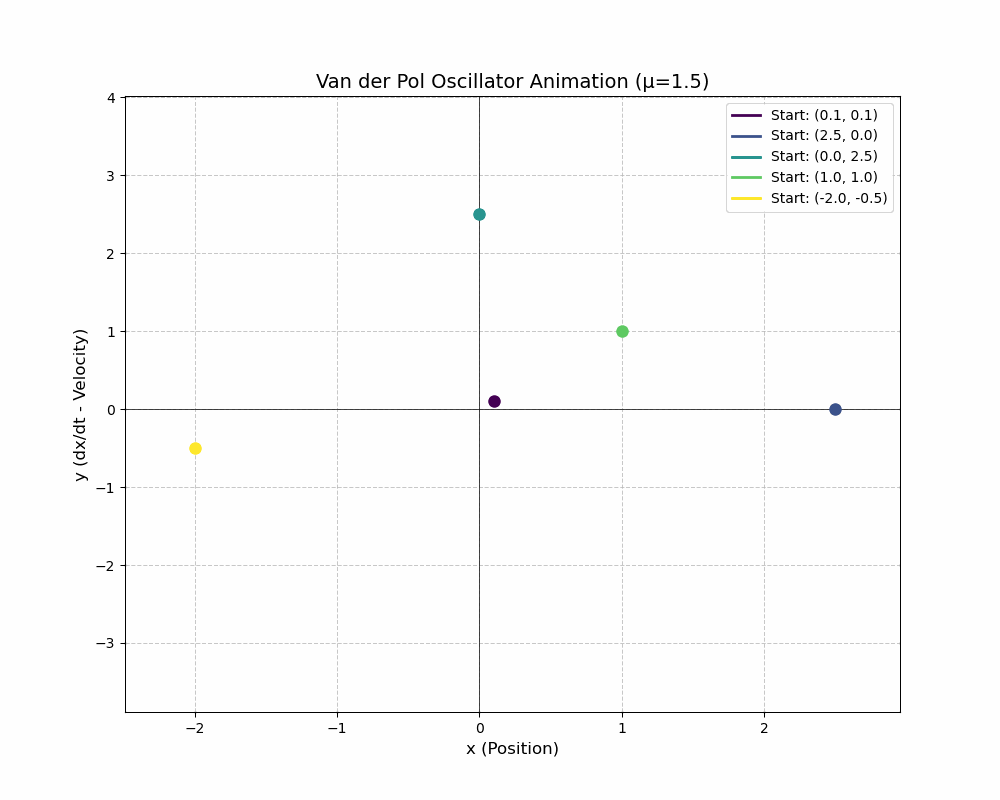 Van der Pol Oscillator Animation (μ=1.5)
Start: (0.1, 0.1)
Start: (2.5, 0.0)
Start: (0.0, 2.5)
Start: (1.0, 1.0)
Start: (-2.0, -0.5)
y (dx/dt - Velocity)
4
3
2
1
0
−1
−2
−3
−2
−1
0
1
2
x (Position)